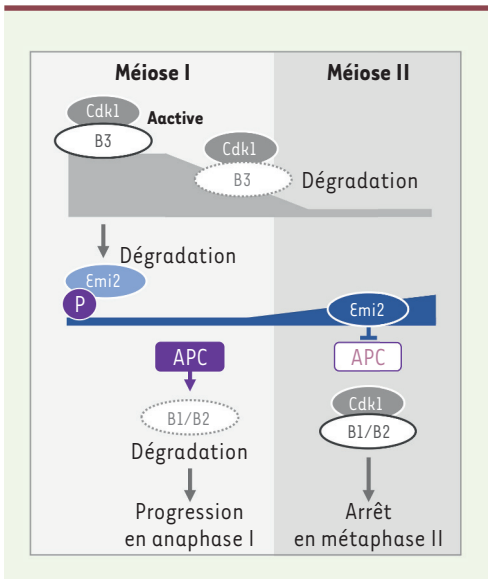 Méiose I
Méiose II
Cdk1
Aactive
B3
Cdk1
B3
Dégradation
Dégradation
Emi2
P
Emi2
APC
APC
B1/B2
Cdk1
B1/B2
Dégradation
Progression
en anaphase I
Arrêt
en métaphase II